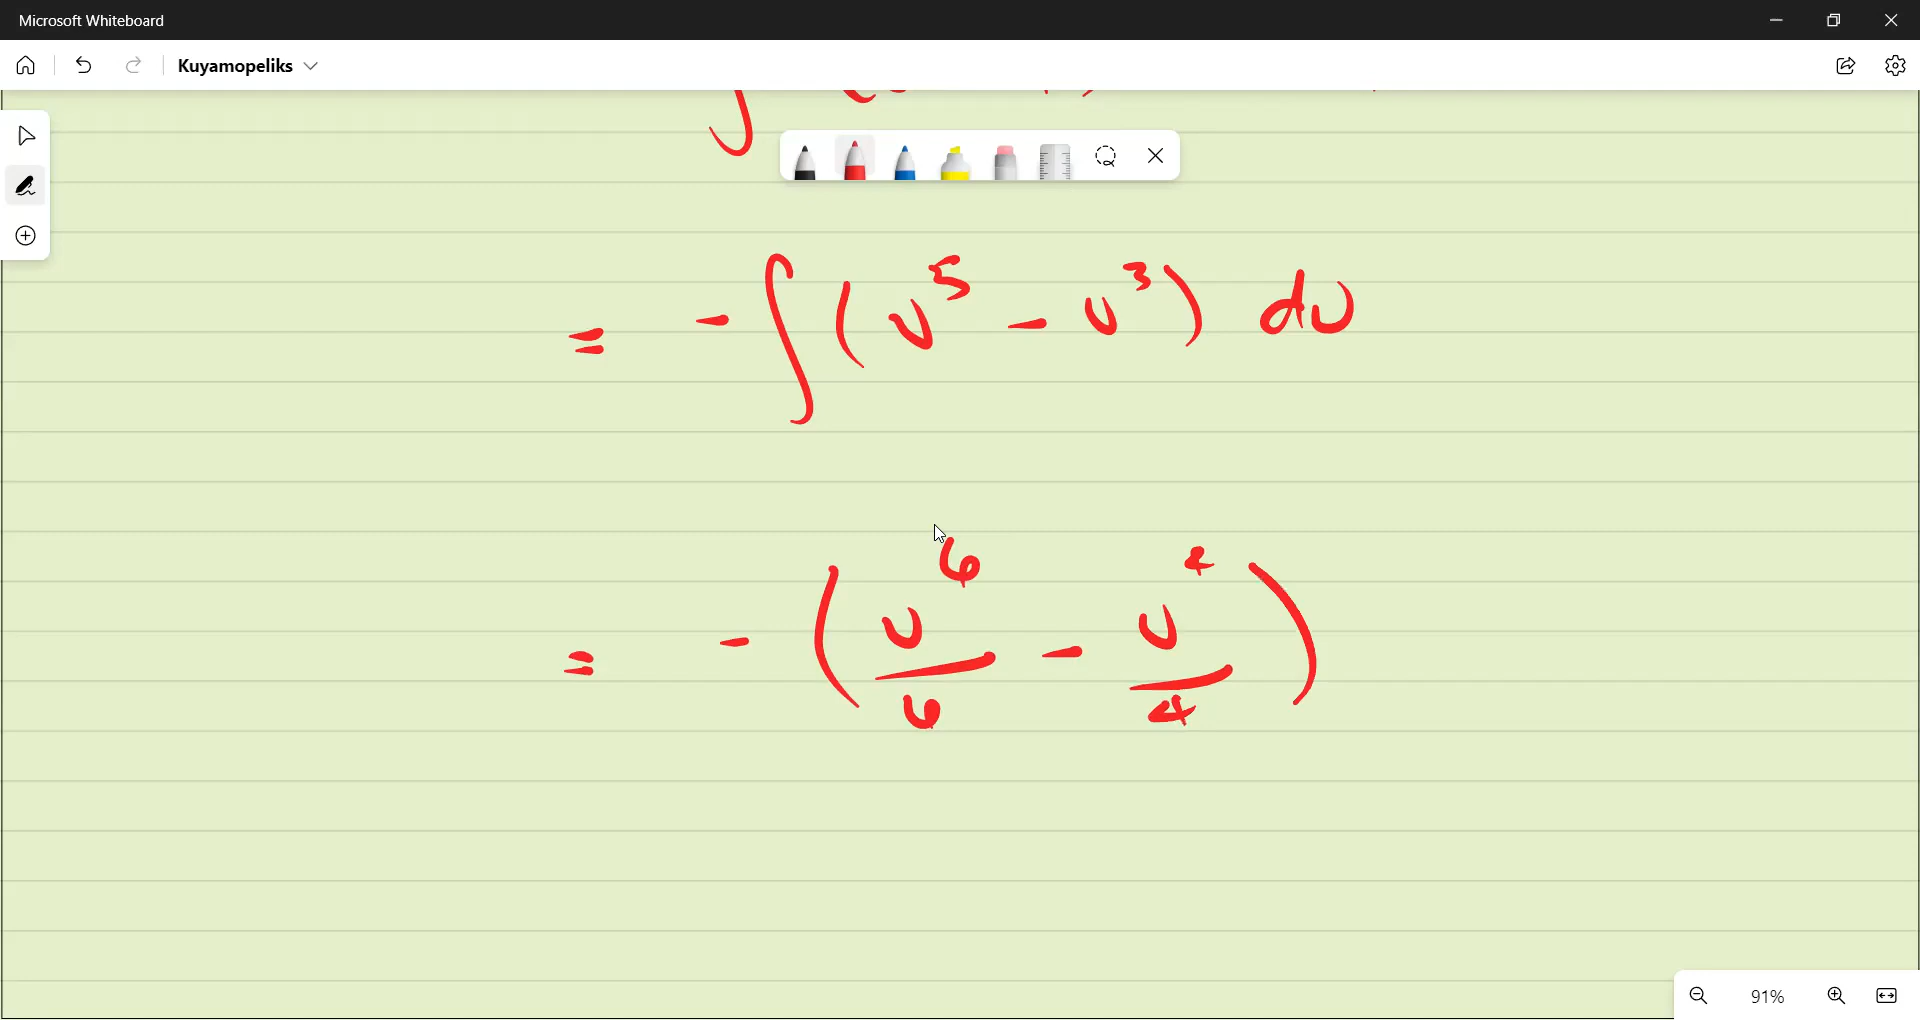 Microsoft Whiteboard
Kuyamopeliks
= - ∫ (u⁵ - u³) du
= - (u⁶/6 - u⁴/4)
91%